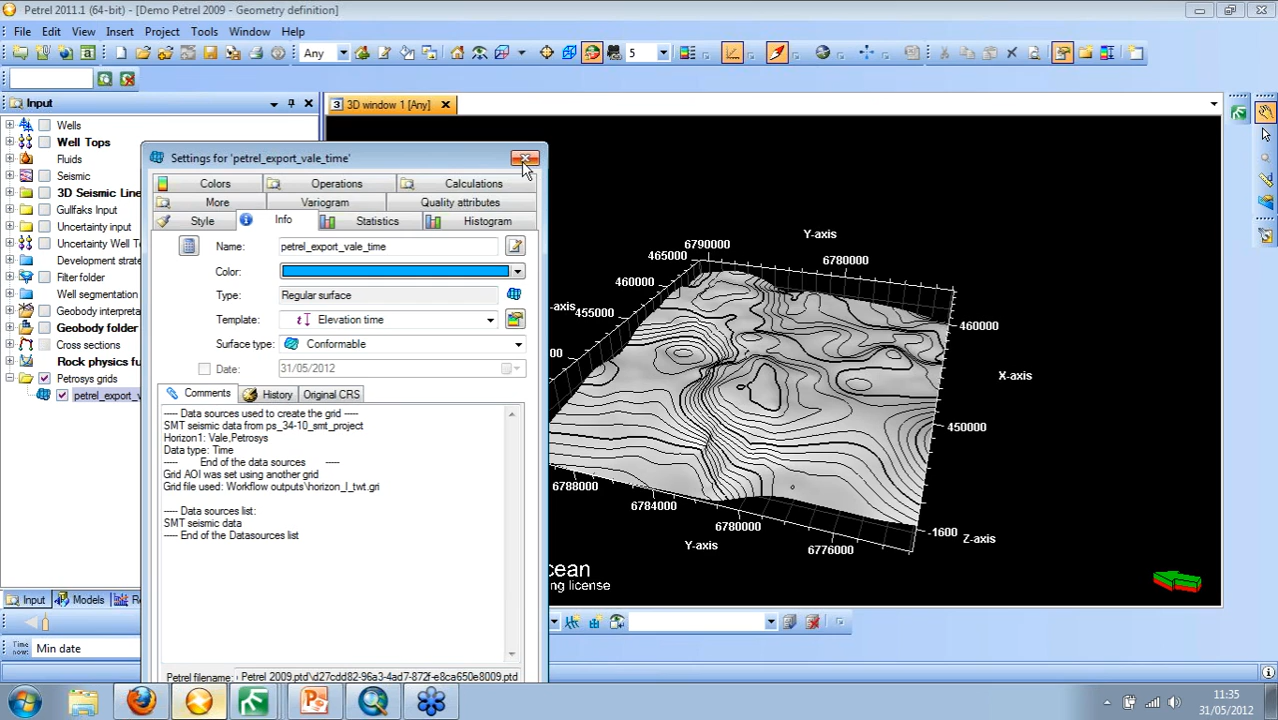 Petrel 2011.1 (64-bit) - [Demo Petrel 2009 - Geometry definition]
File Edit View Insert Project Tools Window Help
Any 5
Input
3D window 1 [Any]
Wells
Well Tops
Fluids
Seismic
3D Seismic Line
Gullfaks Input
Uncertainty input
Uncertainty Well T
Development strate
Filter folder
Well segmentation
Geobody interpreta
Geobody folder
Cross sections
Rock physics fu
Petrosys grids
petrel_export_v
Settings for 'petrel_export_vale_time'
Colors Operations Calculations
More Variogram Quality attributes
Style Info Statistics Histogram
Name: petrel_export_vale_time
Color:
Type: Regular surface
Template: Elevation time
Surface type: Conformable
Date: 31/05/2012
Comments History Original CRS
----- Data sources used to create the grid -----
SMT seismic data from ps_34-10_smt_project
Horizon1: Vale.Petrosys
Data type: Time
----- End of the data sources -----
Grid AOI was set using another grid
Grid file used: Workflow outputs\horizon_l_twt.gri
----- Data sources list:
SMT seismic data
----- End of the Datasources list
Petrel filename: Petrel 2009.ptd\d27cdd82-96a3-4ad7-872f-e8ca650e8009.ptd
Y-axis
6790000
465000
6780000
460000
-axis
455000
460000
X-axis
450000
6788000
6784000
6780000
6776000
-1600
Z-axis
Y-axis
cean
ng license
Input Models R
Time now: Min date
11:35
31/05/2012